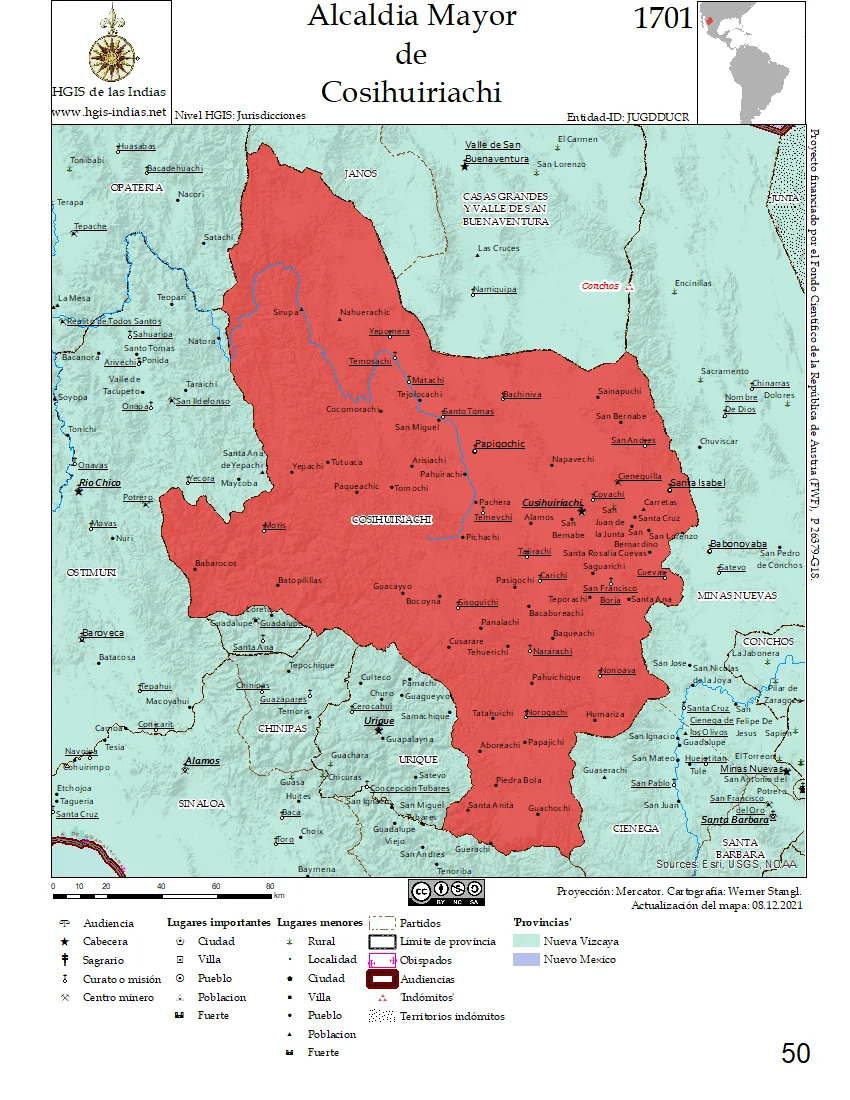 Alcaldia Mayor
de
Cosihuiriachi
1701
HGIS de las Indias
www.hgis-indias.net
Nivel HGIS: Jurisdicciones
Entidad-ID: JUGDDUCR
Huasabas
Tonibabi
Bacadehuachi
OPATERIA
Nacori
Terapa
Tepache
Satachi
JANOS
Valle de San
Buenaventura
El Carmen
San Lorenzo
CASAS GRANDES
Y VALLE DE SAN
BUENAVENTURA
JUNTA
Las Cruces
Namiquipa
Conchos
Encinillas
La Mesa
Teopari
Realito de Todos Santos
Sahuaripa
Santo Tomas
Bacanora
Arivechi
Ponida
Natora
Valle de
Tacupeto
Taraichi
Soyopa
Onapa
San Ildefonso
Tonichi
Sirupa
Nahuerachic
Yepomera
Temosachi
Matachi
Tejolocachi
Cocomorachi
Santo Tomas
San Miguel
Bachiniva
Sainapuchi
San Bernabe
San Andres
Papigochic
Sacramento
Chinarras
Nombre
De Dios
Dolores
Chuviscar
Onavas
Rio Chico
Yecora
Santa Ana
de Yepachi
Maycoba
Potrero
Movas
Nuri
Yepachi
Tutuaca
Arisiachi
Pahuirachi
Paqueachic
Tomochi
Napavechi
Cieneguilla
Santa Isabel
Coyachi
Cusihuiriachi
Carretas
Pachera
Temeychi
Alamos
San
Bernabe
San
Juan de
la Junta
Santa Cruz
San
Bernardino
San Lorenzo
Moris
COSIHUIRIACHI
Pichachi
Tairachi
Santa Rosalia Cuevas
Saguarichi
Cuevas
Babonoyaba
San Pedro
de Conchos
Satevo
OSTIMURI
Babarocos
Batopilillas
Guacayvo
Bocoyna
Pasigochi
Carichi
San Francisco
Borja
Teporachi
Santa Ana
Sisoguichi
Bacabureachi
MINAS NUEVAS
Loreto
Guadalupe
Guadalupe
Santa Ana
Panalachi
Baqueachi
Cusarare
Tehuerichi
Nararachi
CONCHOS
La Jabonera
Baroyeca
Batacosa
Tepochique
Tepahui
Macoyahui
Chinipas
Guazapares
Temoris
Cuiteco
Churo
Cerocahui
Parnachi
Guagueyvo
Samachique
Urique
Guapalayna
Pahuichique
Nonoava
San Jose
San Nicolas
de la Joya
Pilar de
Zaragoza
Tatahuichi
Norogachi
Humariza
Santa Cruz
Cienega de
los Olivos
San
Felipe De
Jesus
Sapien
San Ignacio
Guadalupe
Camoa
Conicarit
Tesia
Navojoa
Cohuirimpo
CHINIPAS
Alamos
Guachara
URIQUE
Aboreachi
Papajichi
San Mateo
Huejotitan
Tule
El Torreon
Minas Nuevas
San Antonio del
Potrero
Etchojoa
Tagueria
Santa Cruz
SINALOA
Chicuras
Guasa
Huites
Baca
Satevo
Concepcion Tubares
San Ignacio
San Miguel
Tubares
Piedra Bola
Guaserachi
San Pablo
San Juan
San Francisco
del Oro
Santa Barbara
Santa Anita
Guachochi
Toro
Choix
Guadalupe
Viejo
San Andres
Guerachi
Tenoriba
Baymena
CIENEGA
SANTA
BARBARA
Sources: Esri, USGS, NOAA
Proyecto financiado por el Fondo Científico de la República de Austria (FWF), P 26379-G18.
0 10 20 40 60 80
km
CC BY NC SA
Proyección: Mercator. Cartografía: Werner Stangl.
Actualización del mapa: 08.12.2021
Audiencia
Cabecera
Sagrario
Curato o misión
Centro minero
Lugares importantes
Ciudad
Villa
Pueblo
Poblacion
Fuerte
Lugares menores
Rural
Localidad
Ciudad
Villa
Pueblo
Poblacion
Fuerte
Partidos
Límite de provincia
Obispados
Audiencias
'Indómitos'
Territorios indómitos
'Provincias'
Nueva Vizcaya
Nuevo Mexico
50